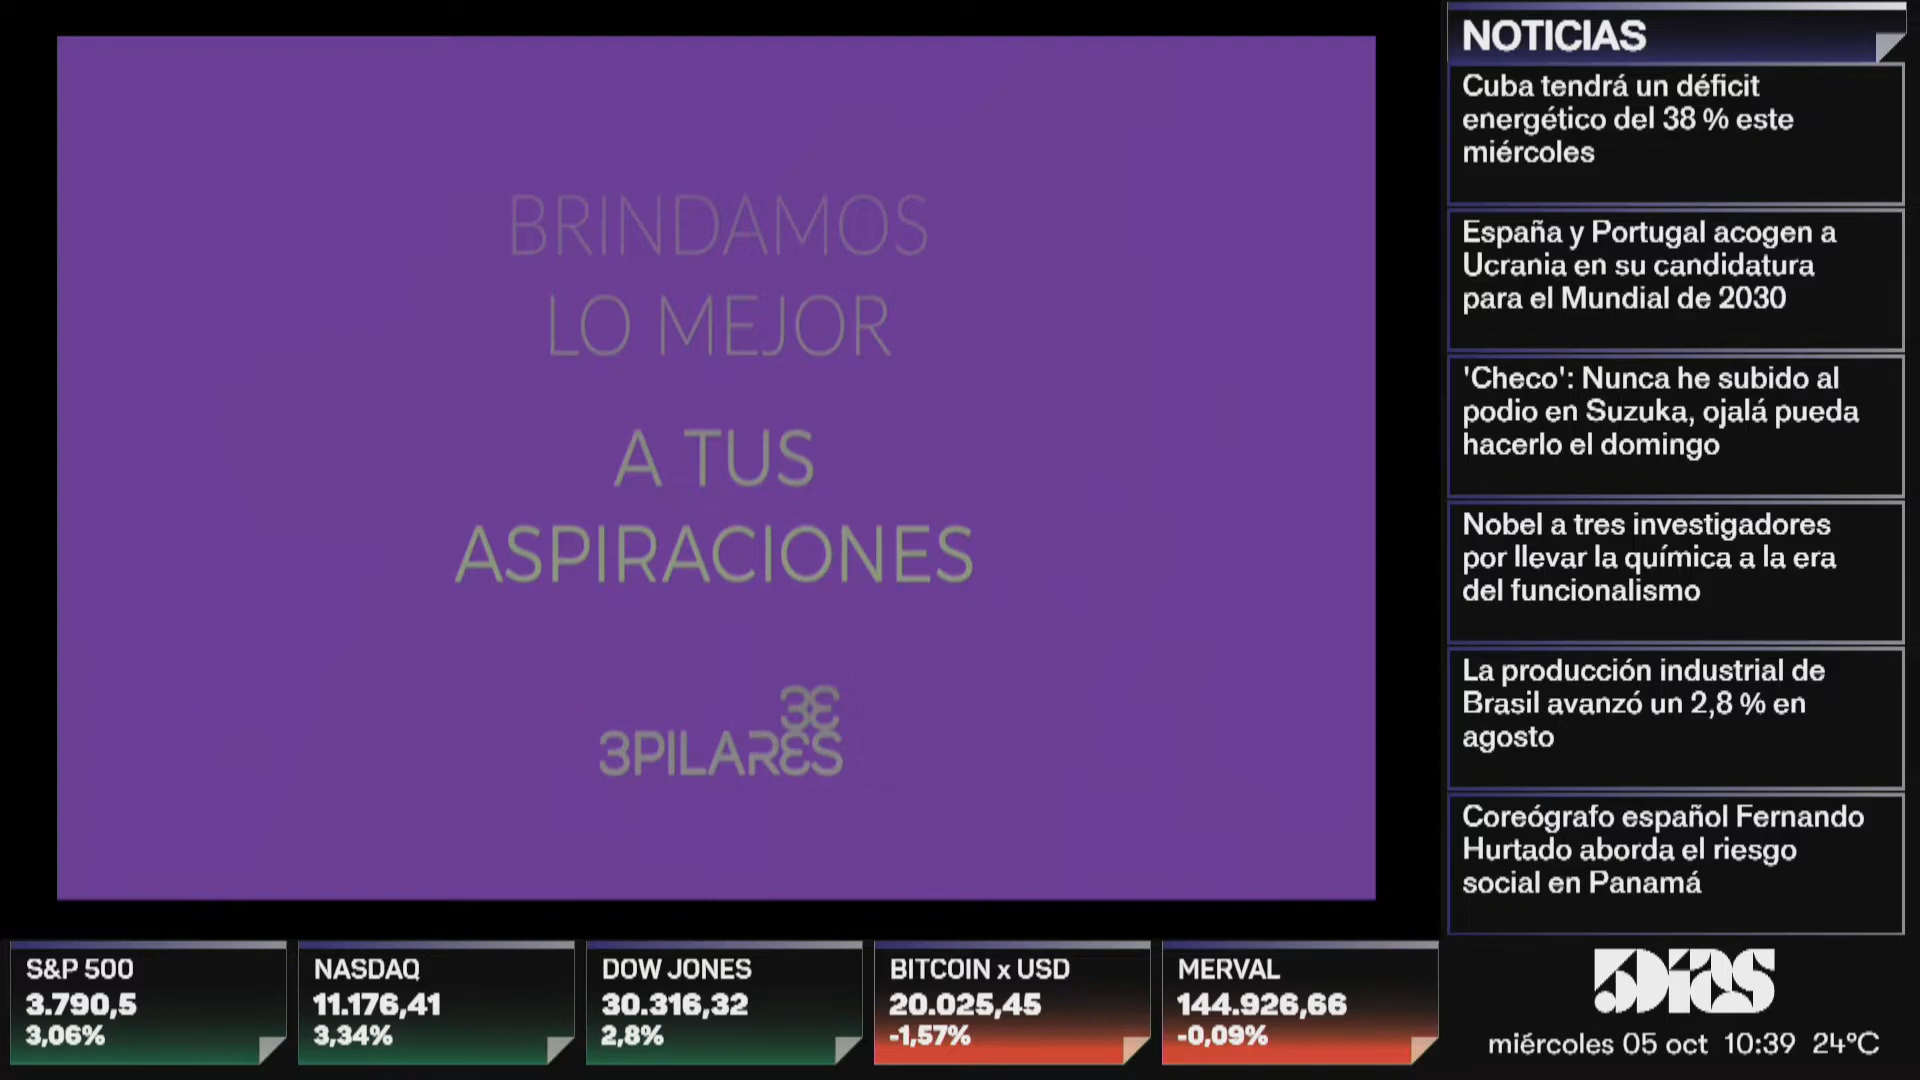 BRINDAMOS
LO MEJOR
A TUS
ASPIRACIONES
3PILARES
NOTICIAS
Cuba tendrá un déficit
energético del 38 % este
miércoles
España y Portugal acogen a
Ucrania en su candidatura
para el Mundial de 2030
'Checo': Nunca he subido al
podio en Suzuka, ojalá pueda
hacerlo el domingo
Nobel a tres investigadores
por llevar la química a la era
del funcionalismo
La producción industrial de
Brasil avanzó un 2,8 % en
agosto
Coreógrafo español Fernando
Hurtado aborda el riesgo
social en Panamá
S&P 500
3.790,5
3,06%
NASDAQ
11.176,41
3,34%
DOW JONES
30.316,32
2,8%
BITCOIN x USD
20.025,45
-1,57%
MERVAL
144.926,66
-0,09%
5DIAS
miércoles 05 oct 10:39 24°C